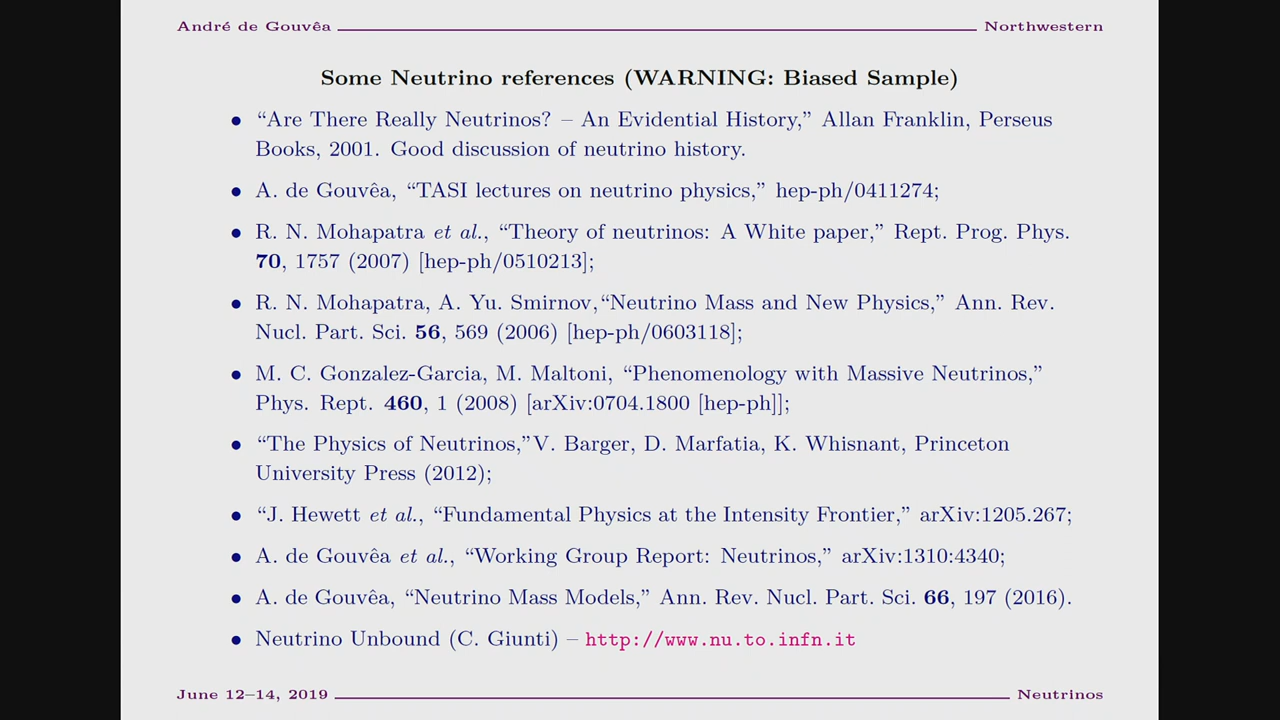 André de Gouvêa Northwestern
Some Neutrino references (WARNING: Biased Sample)
• “Are There Really Neutrinos? – An Evidential History,” Allan Franklin, Perseus
Books, 2001. Good discussion of neutrino history.
• A. de Gouvêa, “TASI lectures on neutrino physics,” hep-ph/0411274;
• R. N. Mohapatra et al., “Theory of neutrinos: A White paper,” Rept. Prog. Phys.
70, 1757 (2007) [hep-ph/0510213];
• R. N. Mohapatra, A. Yu. Smirnov,“Neutrino Mass and New Physics,” Ann. Rev.
Nucl. Part. Sci. 56, 569 (2006) [hep-ph/0603118];
• M. C. Gonzalez-Garcia, M. Maltoni, “Phenomenology with Massive Neutrinos,”
Phys. Rept. 460, 1 (2008) [arXiv:0704.1800 [hep-ph]];
• “The Physics of Neutrinos,”V. Barger, D. Marfatia, K. Whisnant, Princeton
University Press (2012);
• “J. Hewett et al., “Fundamental Physics at the Intensity Frontier,” arXiv:1205.267;
• A. de Gouvêa et al., “Working Group Report: Neutrinos,” arXiv:1310:4340;
• A. de Gouvêa, “Neutrino Mass Models,” Ann. Rev. Nucl. Part. Sci. 66, 197 (2016).
• Neutrino Unbound (C. Giunti) – http://www.nu.to.infn.it
June 12–14, 2019 Neutrinos